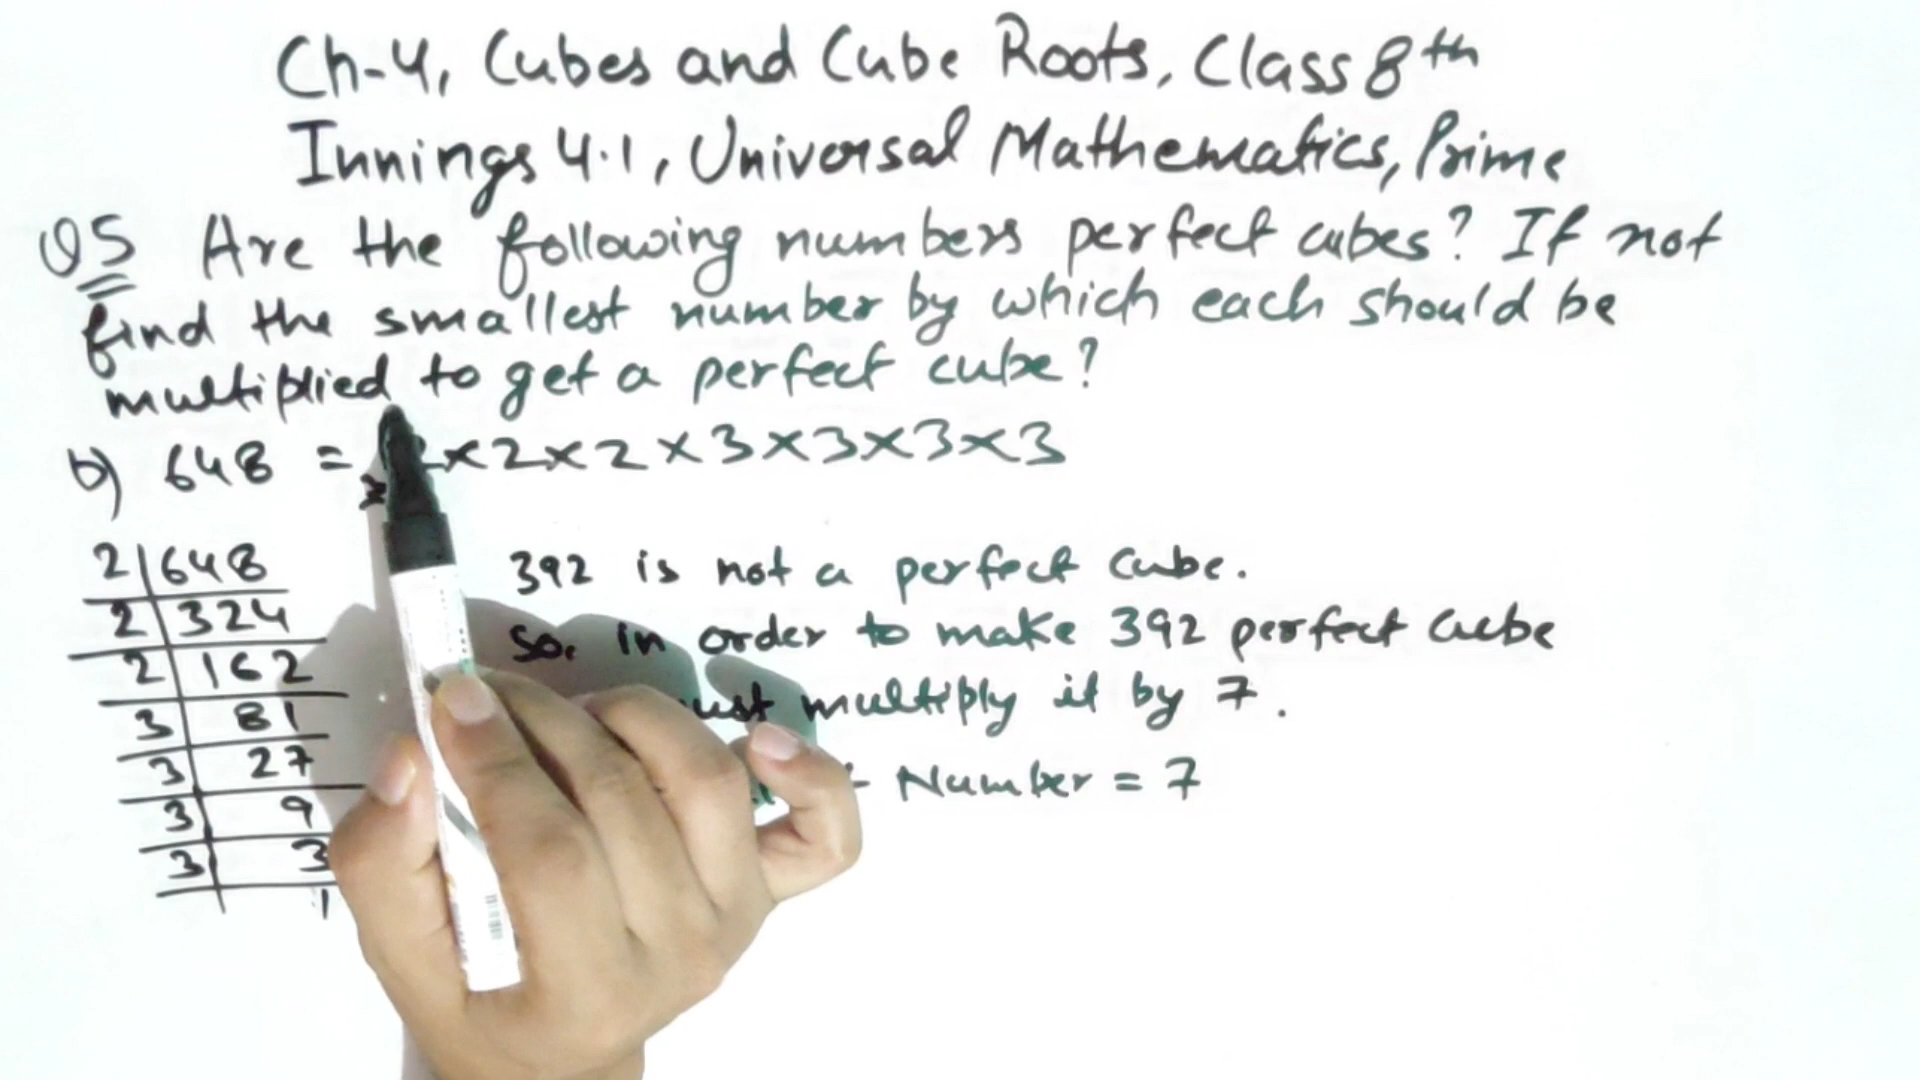 Ch-4, Cubes and Cube Roots, Class 8th
Innings 4.1, Universal Mathematics, Prime
Q5 Are the following numbers perfect cubes? If not
find the smallest number by which each should be
multiplied to get a perfect cube?
b) 648 = 2×2×2×3×3×3×3
2 648
2 324
2 162
3 81
3 27
3 9
3 3
1
392 is not a perfect cube.
So, in order to make 392 perfect cube
multiply it by 7.
Number = 7